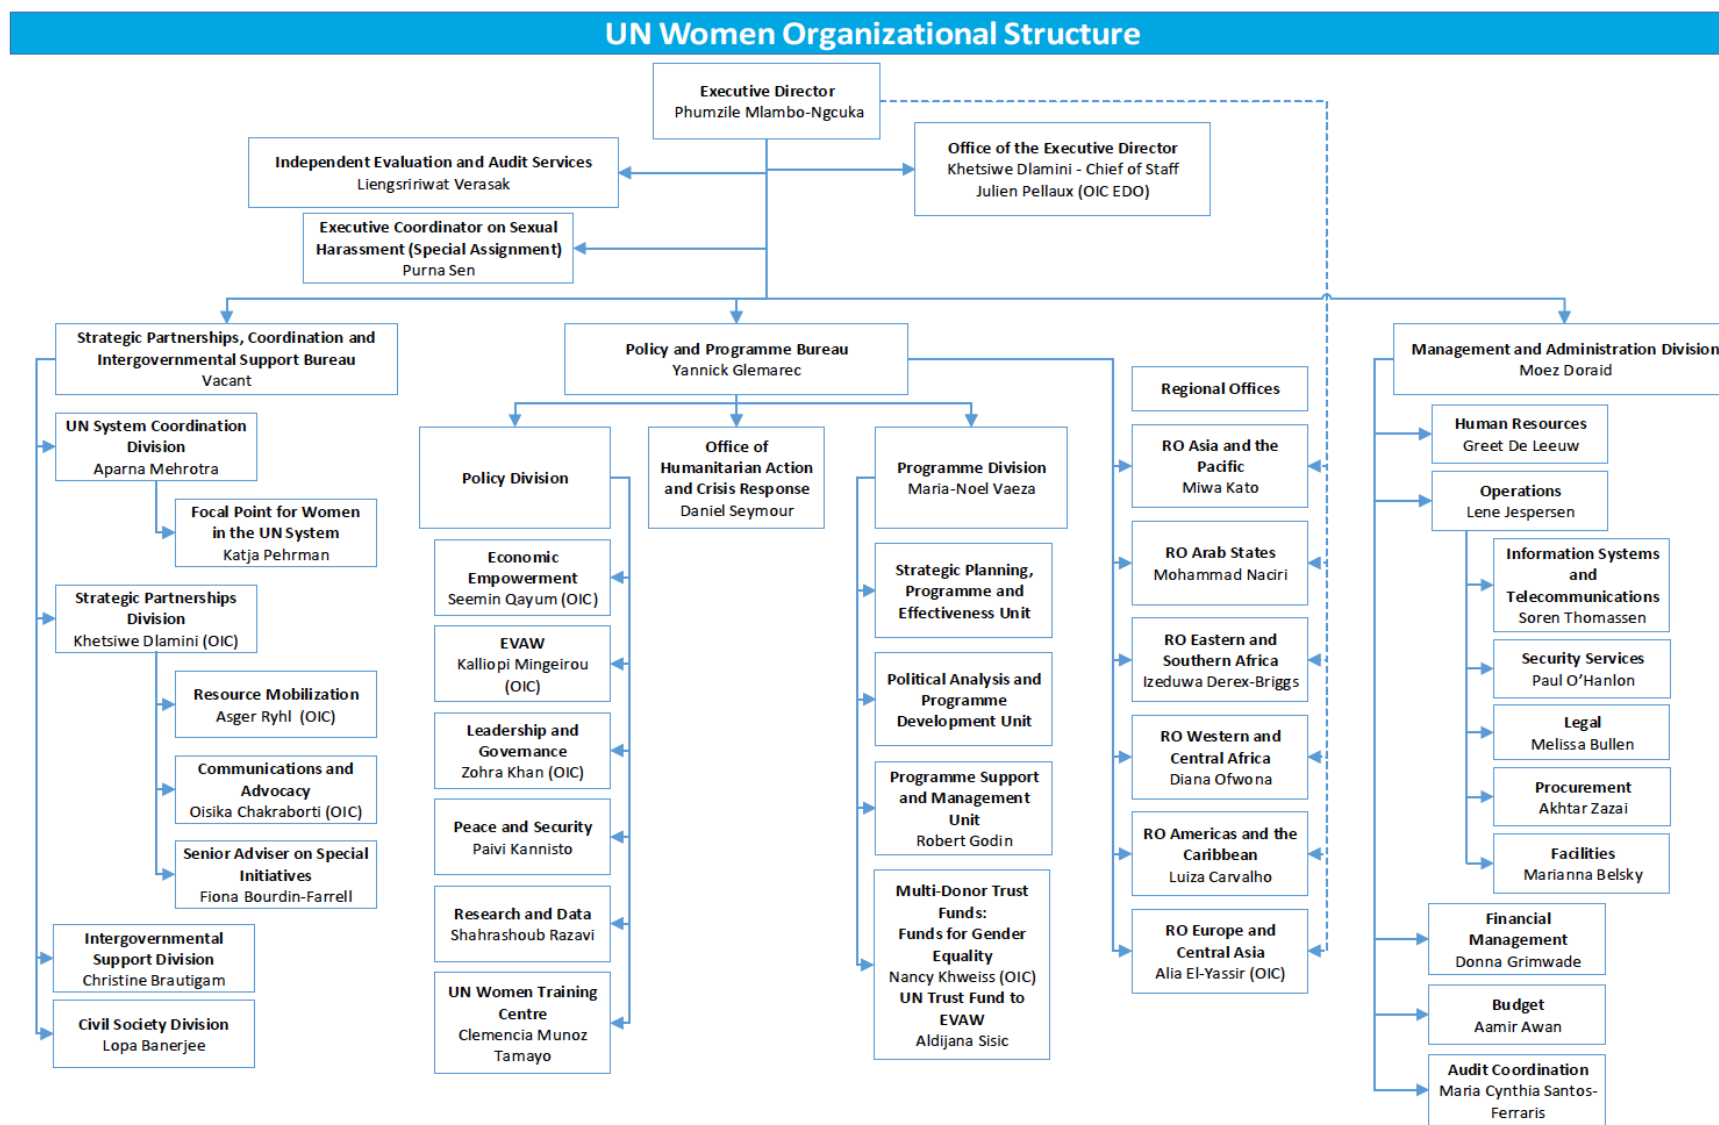 UN Women Organizational Structure
Executive Director
Phumzile Mlambo-Ngcuka
Independent Evaluation and Audit Services
Liengsririwat Verasak
Office of the Executive Director
Khetsiwe Dlamini - Chief of Staff
Julien Pellaux (OIC EDO)
Executive Coordinator on Sexual
Harassment (Special Assignment)
Purna Sen
Strategic Partnerships, Coordination and
Intergovernmental Support Bureau
Vacant
UN System Coordination
Division
Aparna Mehrotra
Focal Point for Women
in the UN System
Katja Pehrman
Strategic Partnerships
Division
Khetsiwe Dlamini (OIC)
Resource Mobilization
Asger Ryhl (OIC)
Communications and
Advocacy
Oisika Chakraborti (OIC)
Senior Adviser on Special
Initiatives
Fiona Bourdin-Farrell
Intergovernmental
Support Division
Christine Brautigam
Civil Society Division
Lopa Banerjee
Policy and Programme Bureau
Yannick Glemarec
Policy Division
Economic
Empowerment
Seemin Qayum (OIC)
EVAW
Kalliopi Mingeirou
(OIC)
Leadership and
Governance
Zohra Khan (OIC)
Peace and Security
Paivi Kannisto
Research and Data
Shahrashoub Razavi
UN Women Training
Centre
Clemencia Munoz
Tamayo
Office of
Humanitarian Action
and Crisis Response
Daniel Seymour
Programme Division
Maria-Noel Vaeza
Strategic Planning,
Programme and
Effectiveness Unit
Political Analysis and
Programme
Development Unit
Programme Support
and Management
Unit
Robert Godin
Multi-Donor Trust
Funds:
Funds for Gender
Equality
Nancy Khweiss (OIC)
UN Trust Fund to
EVAW
Aldijana Sisic
Regional Offices
RO Asia and the
Pacific
Miwa Kato
RO Arab States
Mohammad Naciri
RO Eastern and
Southern Africa
Izeduwa Derex-Briggs
RO Western and
Central Africa
Diana Ofwona
RO Americas and the
Caribbean
Luiza Carvalho
RO Europe and
Central Asia
Alia El-Yassir (OIC)
Management and Administration Division
Moez Doraid
Human Resources
Greet De Leeuw
Operations
Lene Jespersen
Information Systems
and
Telecommunications
Soren Thomassen
Security Services
Paul O’Hanlon
Legal
Melissa Bullen
Procurement
Akhtar Zazai
Facilities
Marianna Belsky
Financial
Management
Donna Grimwade
Budget
Aamir Awan
Audit Coordination
Maria Cynthia Santos-
Ferraris